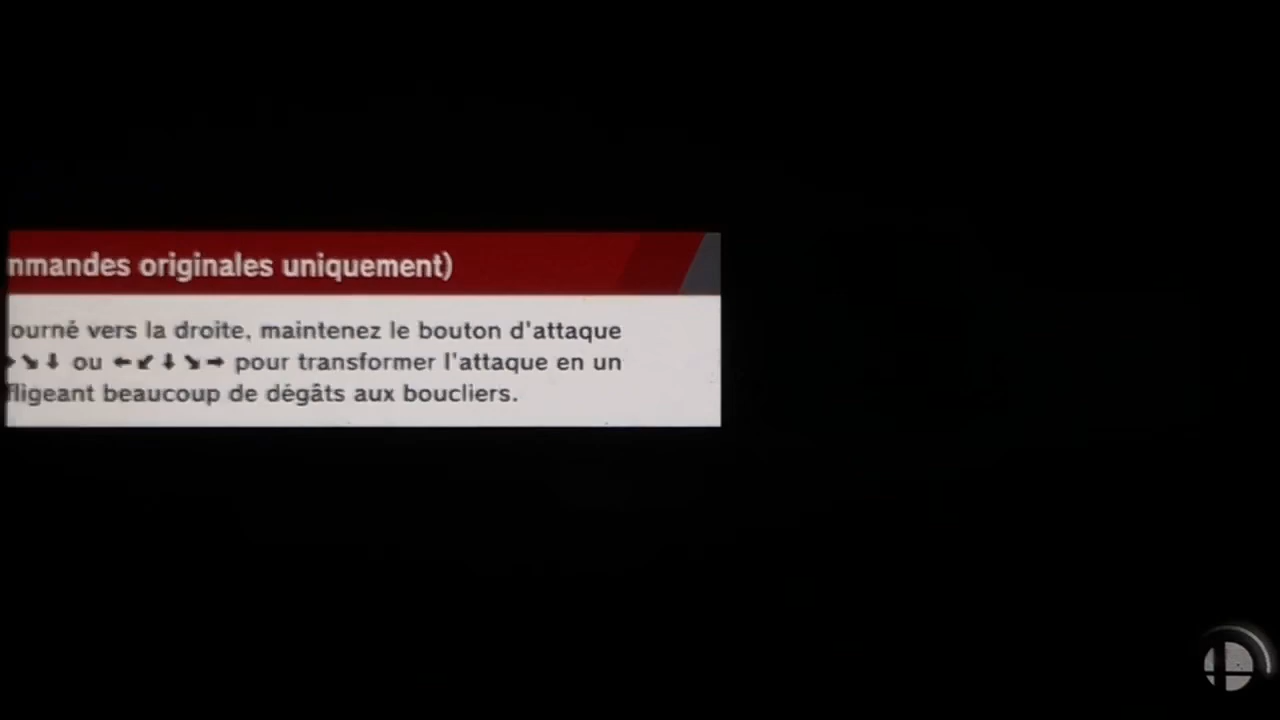 nmandes originales uniquement)
ourné vers la droite, maintenez le bouton d'attaque
↘⬇ ou ⬅↙⬇↘➡ pour transformer l'attaque en un
fligeant beaucoup de dégâts aux boucliers.